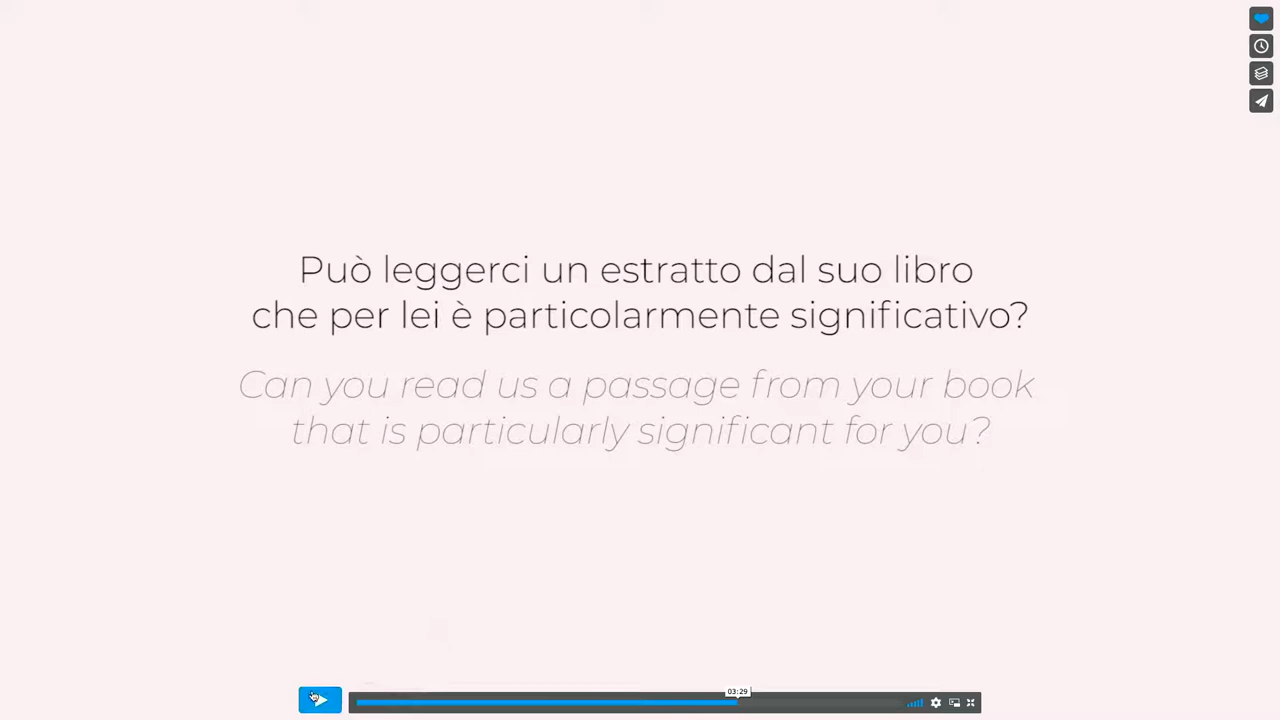 Può leggerci un estratto dal suo libro
che per lei è particolarmente significativo?
Can you read us a passage from your book
that is particularly significant for you?
03:29